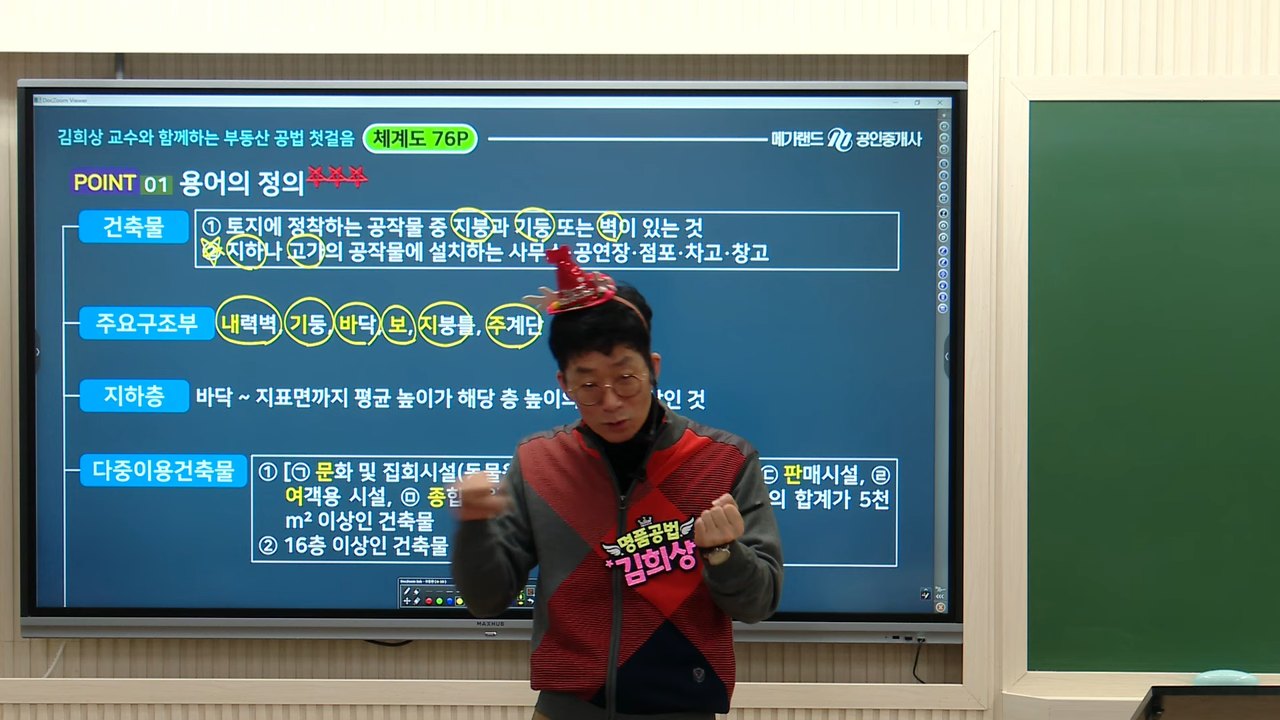 DocZoom Viewer
김희상 교수와 함께하는 부동산 공법 첫걸음 체계도 76P 메가랜드 공인중개사
POINT 01 용어의 정의
건축물
① 토지에 정착하는 공작물 중 지붕과 기둥 또는 벽이 있는 것
② 지하나 고가의 공작물에 설치하는 사무 공연장·점포·차고·창고
주요구조부 내력벽, 기둥, 바닥, 보, 지붕틀, 주계단
지하층 바닥 ~ 지표면까지 평균 높이가 해당 층 높이의 인 것
다중이용건축물
① [㉠ 문화 및 집회시설( ㉢ 판매시설, ㉣
여객용 시설, ㉤ 종합 의 합계가 5천
m² 이상인 건축물
② 16층 이상인 건축물
명품공법
김희상
MAXHUB